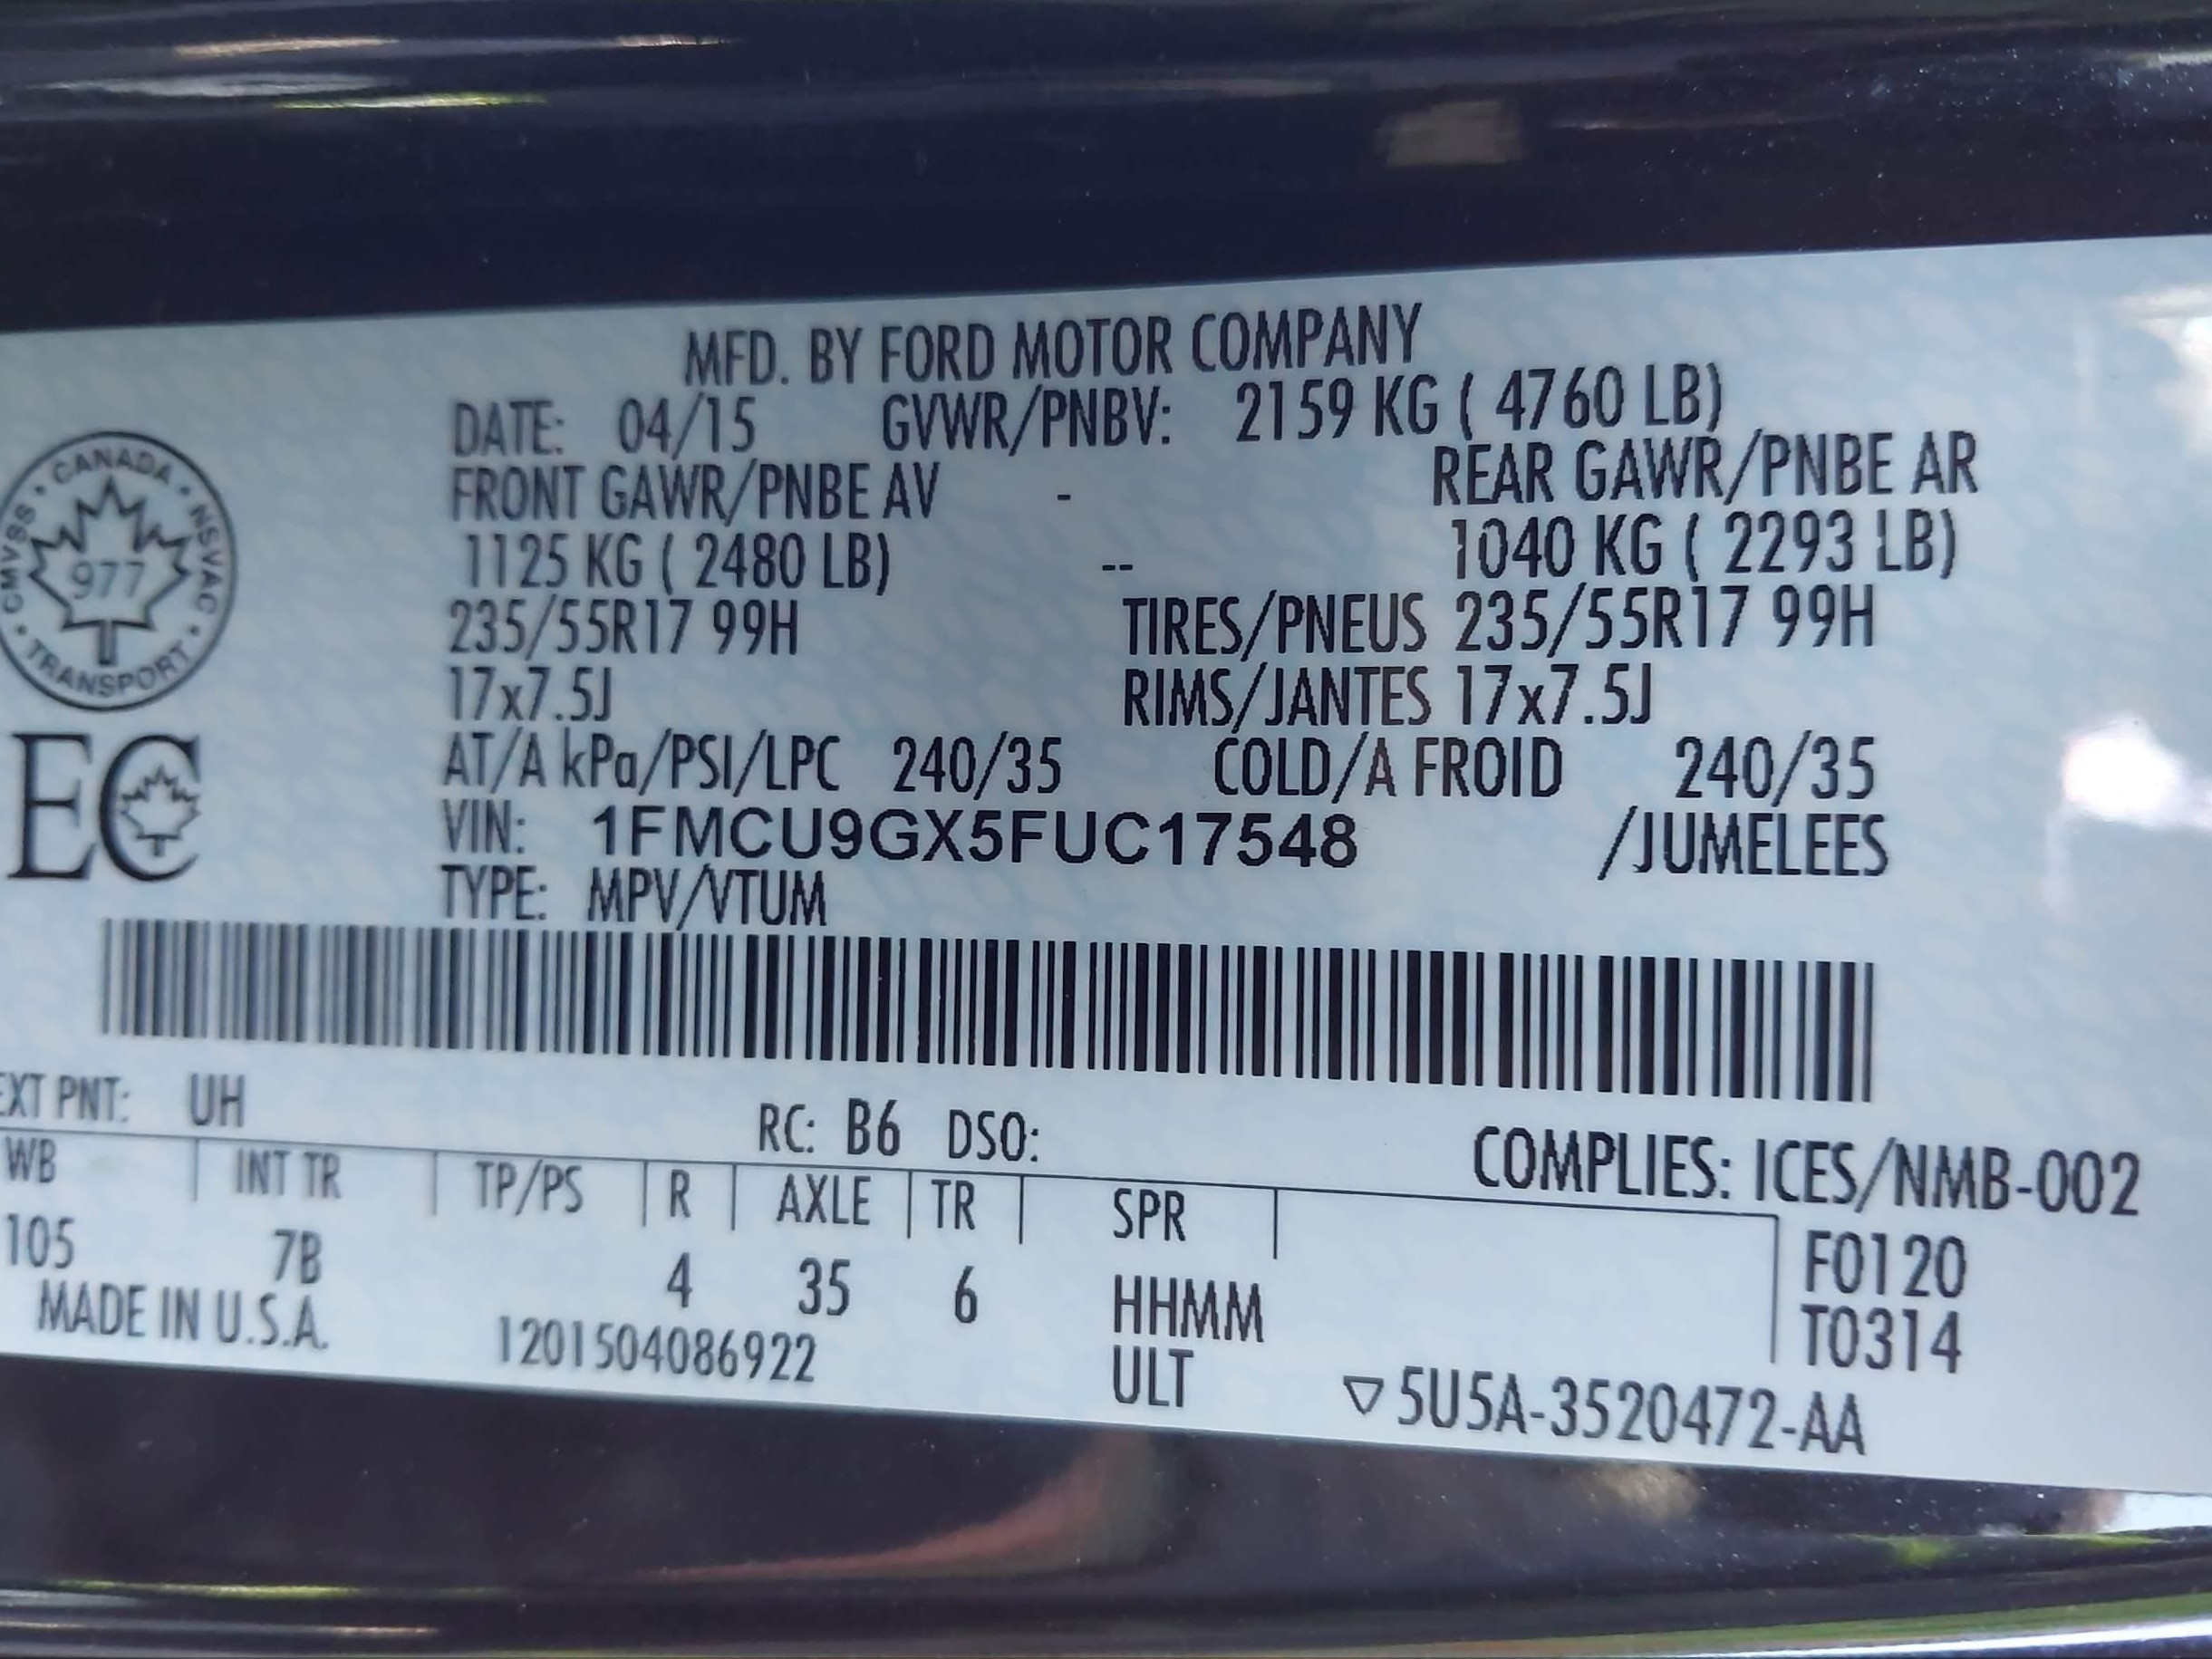 MFD. BY FORD MOTOR COMPANY
DATE: 04/15 GVWR/PNBV: 2159 KG ( 4760 LB)
FRONT GAWR/PNBE AV - REAR GAWR/PNBE AR
1125 KG ( 2480 LB) -- 1040 KG ( 2293 LB)
235/55R17 99H TIRES/PNEUS 235/55R17 99H
17x7.5J RIMS/JANTES 17x7.5J
AT/A kPa/PSI/LPC 240/35 COLD/A FROID 240/35
VIN: 1FMCU9GX5FUC17548 /JUMELEES
TYPE: MPV/VTUM
CANADA · NSVAC · TRANSPORT · CMVSS ·
977
EC
EXT PNT: UH RC: B6 DSO:
COMPLIES: ICES/NMB-002
WB INT TR TP/PS R AXLE TR SPR
105 7B 4 35 6 HHMM F0120
MADE IN U.S.A. 1201504086922 ULT T0314
5U5A-3520472-AA